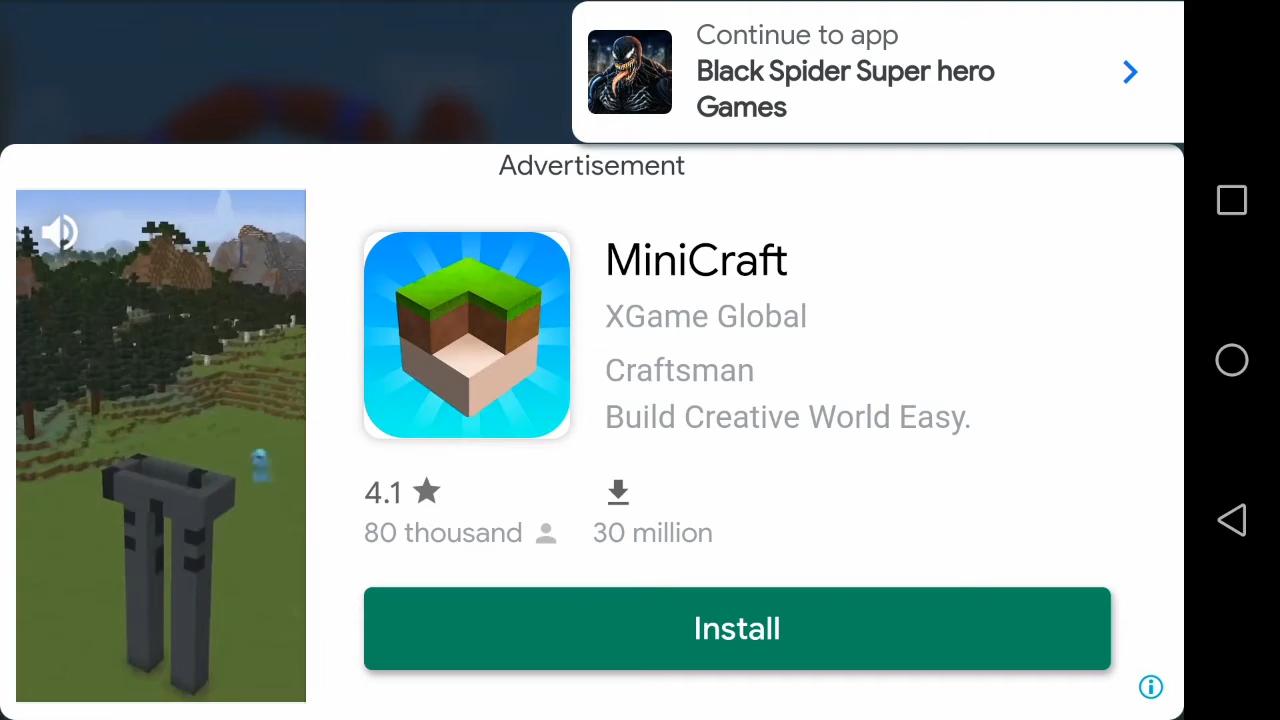 Continue to app
Black Spider Super hero
Games
Advertisement
MiniCraft
XGame Global
Craftsman
Build Creative World Easy.
4.1
80 thousand
30 million
Install